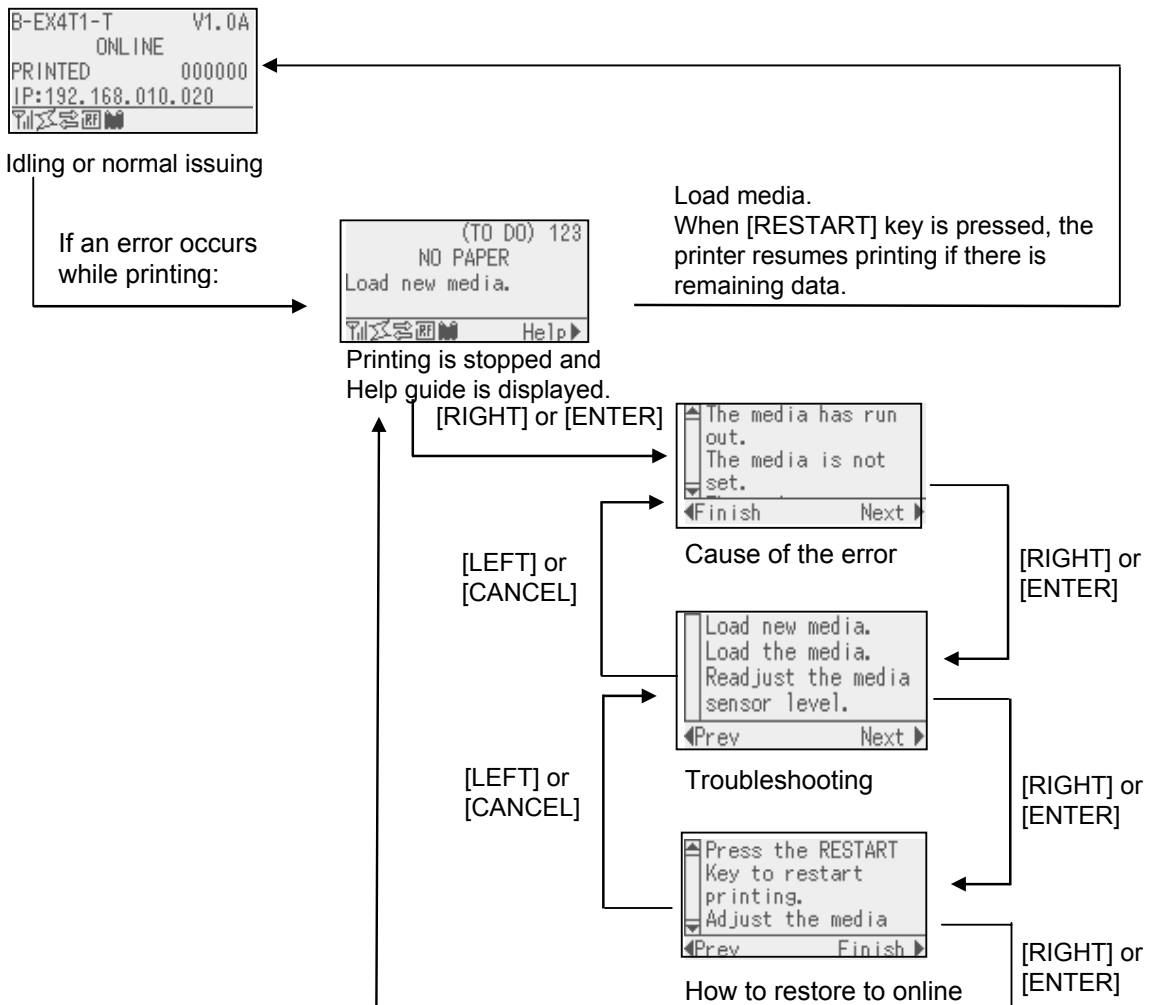 B-EX4T1-T V1.0A
ONLINE
PRINTED 000000
IP:192.168.010.020
RF
Idling or normal issuing
If an error occurs
while printing:
(TO DO) 123
NO PAPER
Load new media.
RF Help
Printing is stopped and
Help guide is displayed.
Load media.
When [RESTART] key is pressed, the
printer resumes printing if there is
remaining data.
[RIGHT] or [ENTER]
The media has run
out.
The media is not
set.
Finish Next
Cause of the error
[LEFT] or
[CANCEL]
[RIGHT] or
[ENTER]
Load new media.
Load the media.
Readjust the media
sensor level.
Prev Next
Troubleshooting
[LEFT] or
[CANCEL]
[RIGHT] or
[ENTER]
Press the RESTART
Key to restart
printing.
Adjust the media
Prev Finish
How to restore to online
[RIGHT] or
[ENTER]